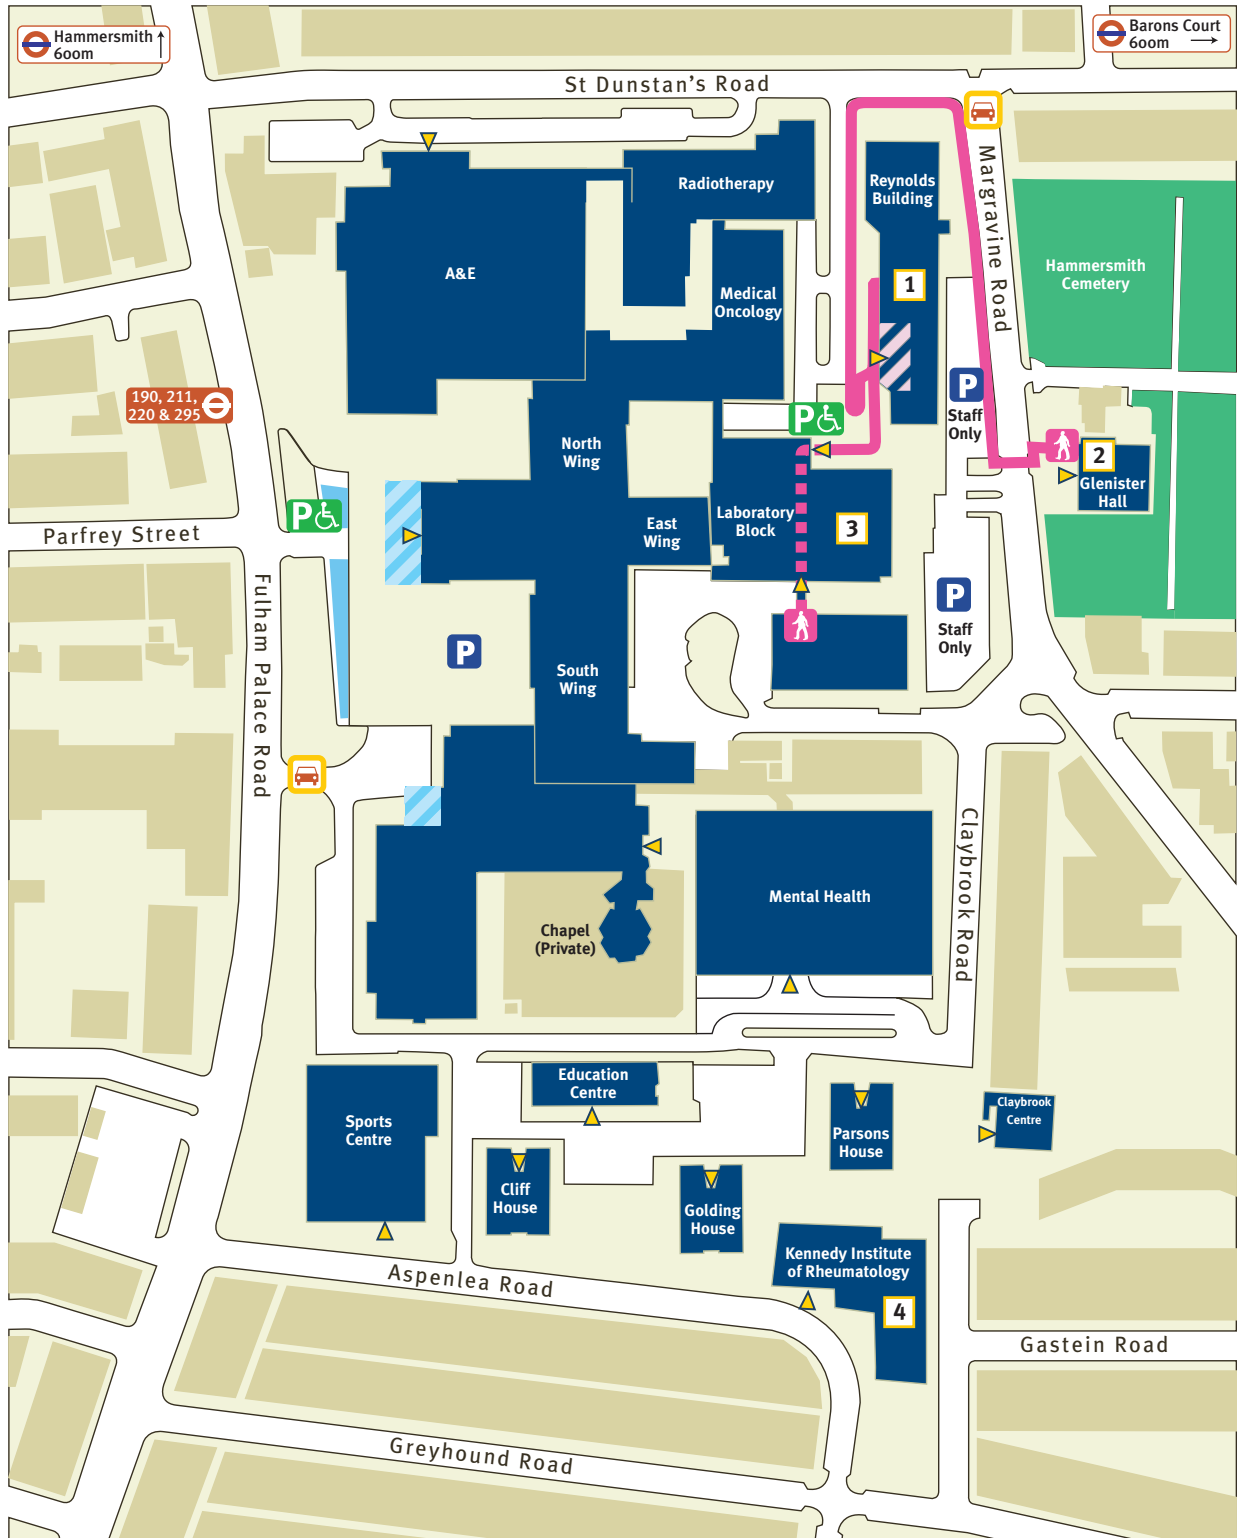 Hammersmith
600m
Barons Court
600m
St Dunstan's Road
Margravine Road
Radiotherapy
Reynolds
Building
A&E
Hammersmith
Cemetery
1
Medical
Oncology
190, 211,
220 & 295
P
Staff
Only
P
North
Wing
2
Glenister
Hall
P
Parfrey Street
East
Wing
Laboratory
Block
3
Fulham Palace Road
P
Staff
Only
P
South
Wing
Claybrook Road
Mental Health
Chapel
(Private)
Education
Centre
Sports
Centre
Parsons
House
Claybrook
Centre
Cliff
House
Golding
House
Kennedy Institute
of Rheumatology
4
Aspenlea Road
Gastein Road
Greyhound Road